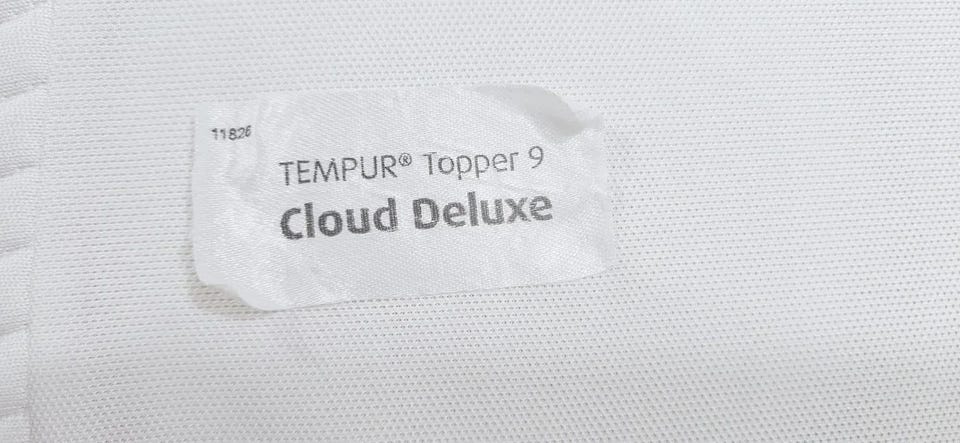 11826
TEMPUR® Topper 9
Cloud Deluxe